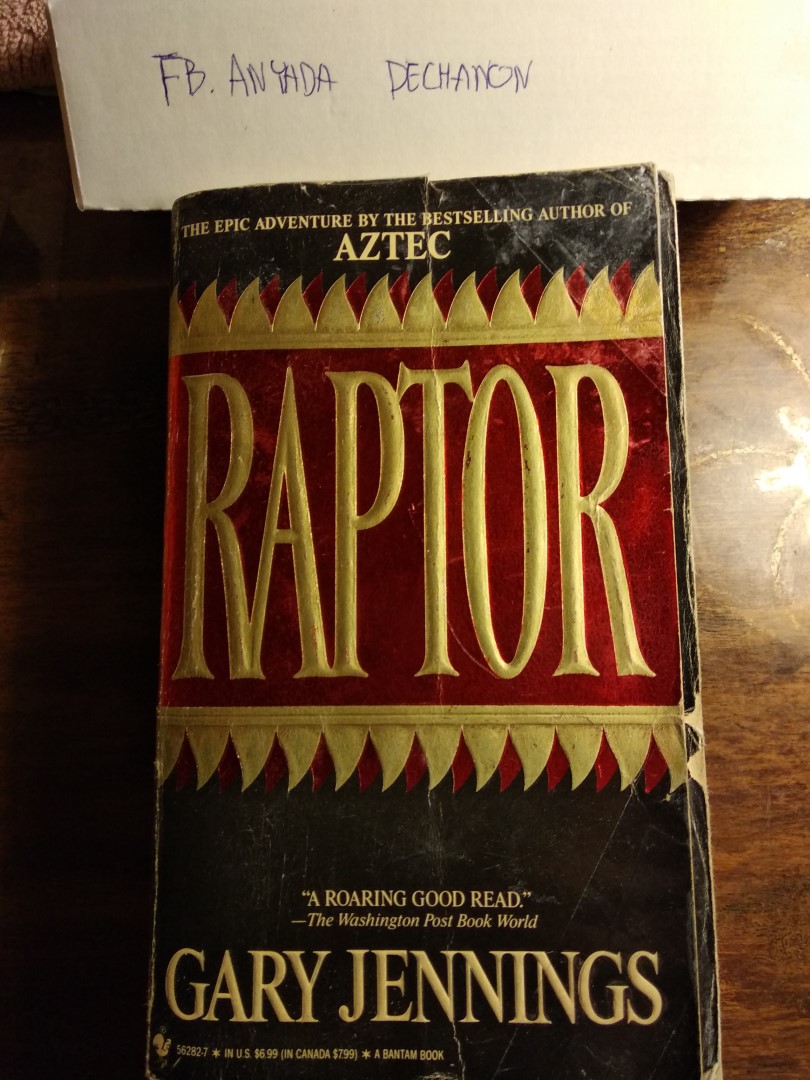 FB. ANYADA DECHANON
THE EPIC ADVENTURE BY THE BESTSELLING AUTHOR OF
AZTEC
RAPTOR
"A ROARING GOOD READ."
—The Washington Post Book World
GARY JENNINGS
56282-7 * IN U.S. $6.99 (IN CANADA $7.99) * A BANTAM BOOK